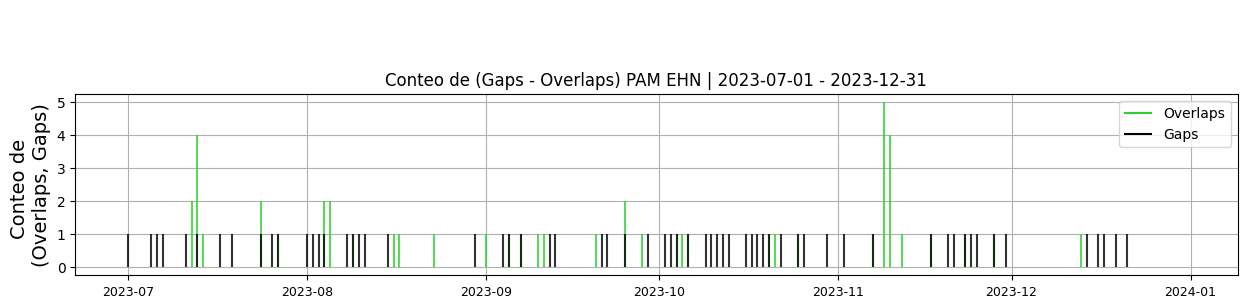 Conteo de (Gaps - Overlaps) PAM EHN | 2023-07-01 - 2023-12-31
Conteo de
(Overlaps, Gaps)
5
4
3
2
1
0
Overlaps
Gaps
2023-07
2023-08
2023-09
2023-10
2023-11
2023-12
2024-01